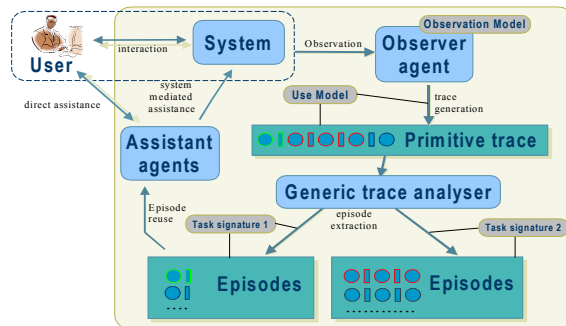 Observation Model
System
Observer
agent
interaction
Observation
User
system
mediated
assistance
direct assistance
Use Model
trace
generation
Assistant
agents
Primitive trace
Generic trace analyser
Episode
reuse
episode
extraction
Task signature 1
Task signature 2
Episodes
Episodes